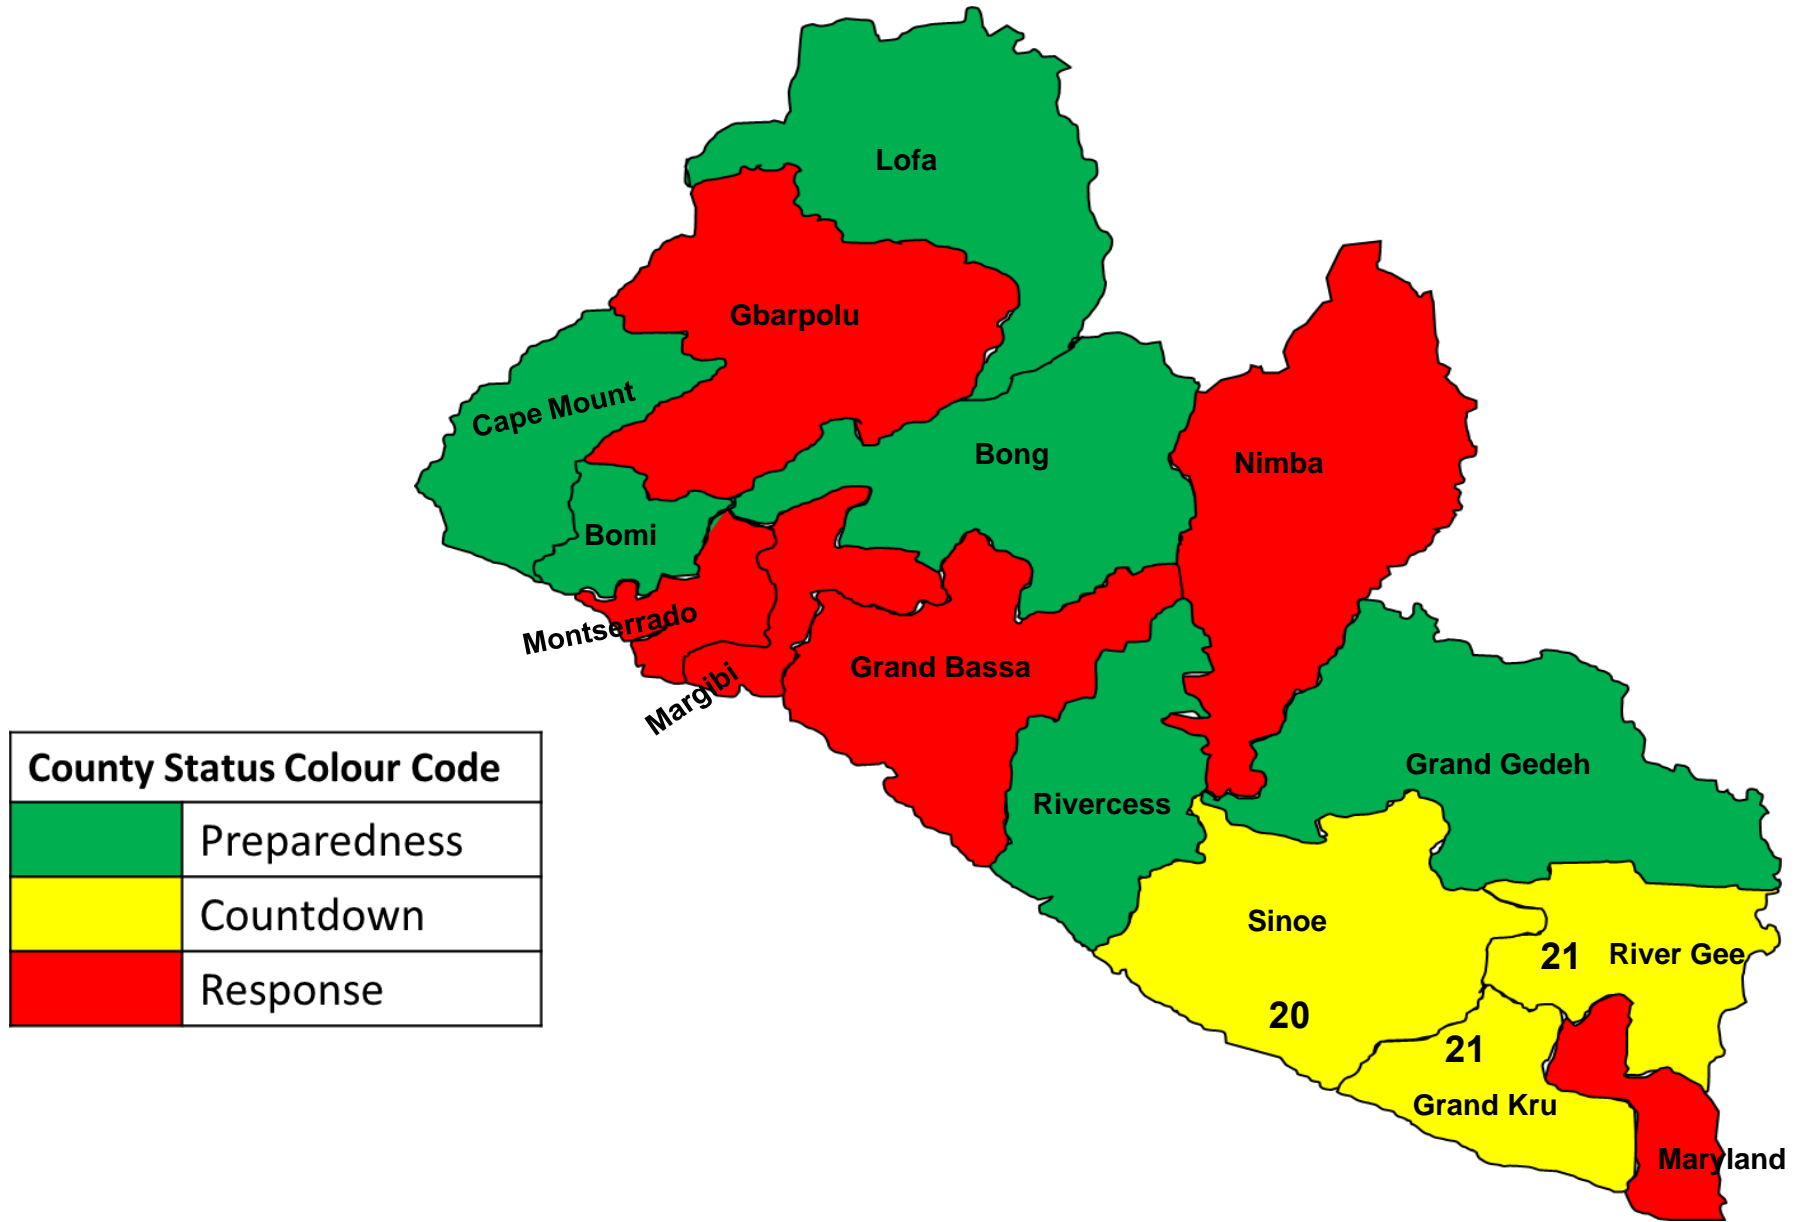 Lofa
Gbarpolu
Cape Mount
Bong
Nimba
Bomi
Montserrado
Margibi
Grand Bassa
Grand Gedeh
Rivercess
Sinoe
20
21 River Gee
21
Grand Kru
Maryland
County Status Colour Code
Preparedness
Countdown
Response